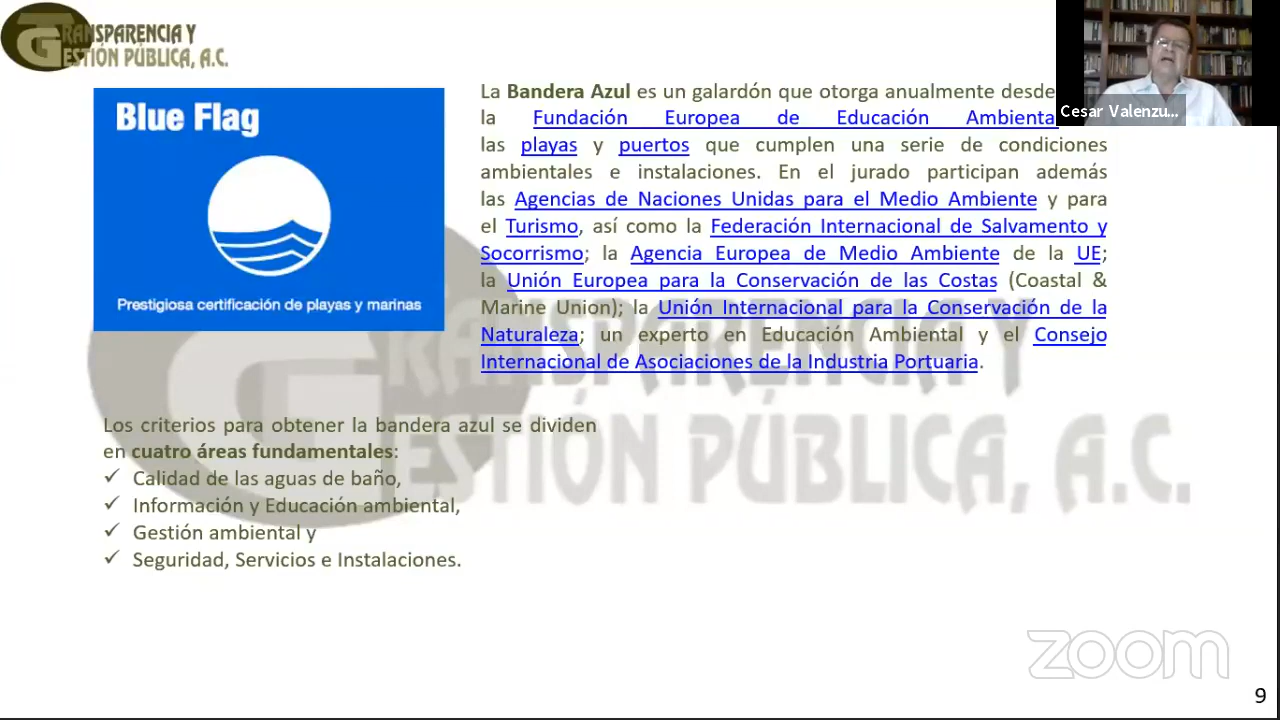 TRANSPARENCIA Y
GESTIÓN PÚBLICA, A.C.
Cesar Valenzu...
Blue Flag
Prestigiosa certificación de playas y marinas
La Bandera Azul es un galardón que otorga anualmente desde
la Fundación Europea de Educación
las playas y puertos que cumplen una serie de condiciones
ambientales e instalaciones. En el jurado participan además
las Agencias de Naciones Unidas para el Medio Ambiente y para
el Turismo, así como la Federación Internacional de Salvamento y
Socorrismo; la Agencia Europea de Medio Ambiente de la UE;
la Unión Europea para la Conservación de las Costas (Coastal &
Marine Union); la Unión Internacional para la Conservación de la
Naturaleza; un experto en Educación Ambiental y el Consejo
Internacional de Asociaciones de la Industria Portuaria.
Los criterios para obtener la bandera azul se dividen
en cuatro áreas fundamentales:
✓ Calidad de las aguas de baño,
✓ Información y Educación ambiental,
✓ Gestión ambiental y
✓ Seguridad, Servicios e Instalaciones.
TRANSPARENCIA Y
GESTIÓN PÚBLICA, A.C.
zoom
9